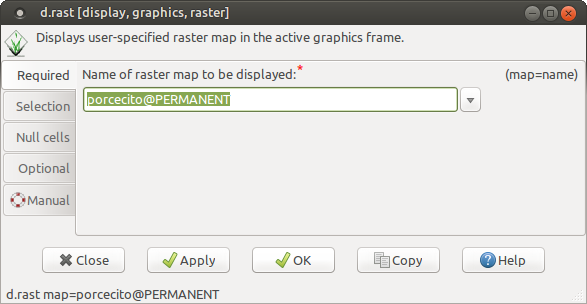 d.rast [display, graphics, raster]
Displays user-specified raster map in the active graphics frame.
Required
Selection
Null cells
Optional
Manual
Name of raster map to be displayed:* (map=name)
porcecito@PERMANENT
Close Apply OK Copy Help
d.rast map=porcecito@PERMANENT